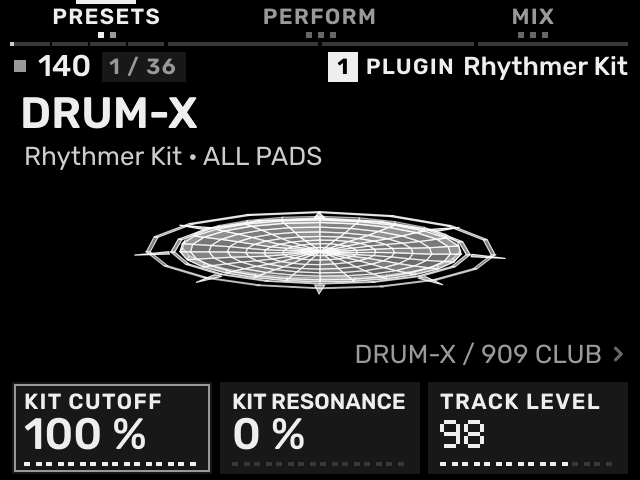 PRESETS PERFORM MIX
140 1 / 36 1 PLUGIN Rhythmer Kit
DRUM-X
Rhythmer Kit • ALL PADS
DRUM-X / 909 CLUB >
KIT CUTOFF KIT RESONANCE TRACK LEVEL
100 % 0 % 98